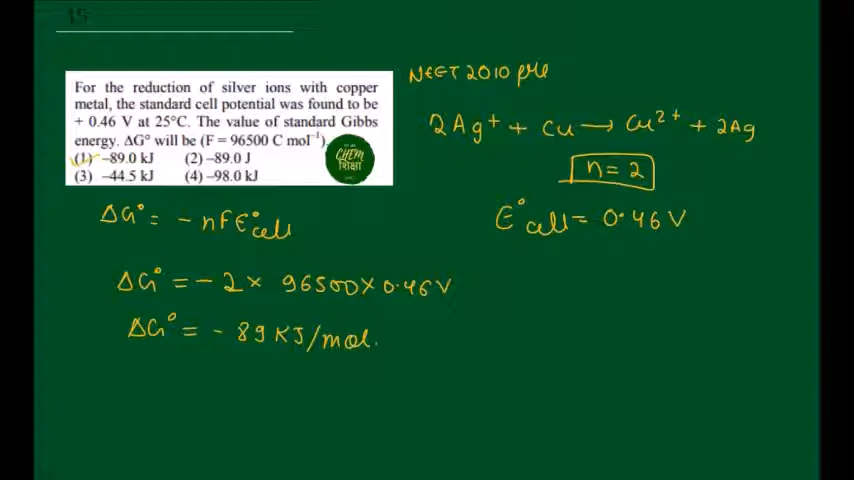 15
For the reduction of silver ions with copper
metal, the standard cell potential was found to be
+ 0.46 V at 25°C. The value of standard Gibbs
energy. ΔG° will be (F = 96500 C mol⁻¹)
(1) –89.0 kJ (2) –89.0 J
(3) –44.5 kJ (4) –98.0 kJ
CHEM
शिक्षा
NEET 2010 pre
2Ag⁺ + Cu ⟶ Cu²⁺ + 2Ag
n = 2
E°cell = 0.46 V
ΔG° = – nFE°cell
ΔG° = – 2 × 96500 × 0.46 V
ΔG° = – 89 KJ/mol.